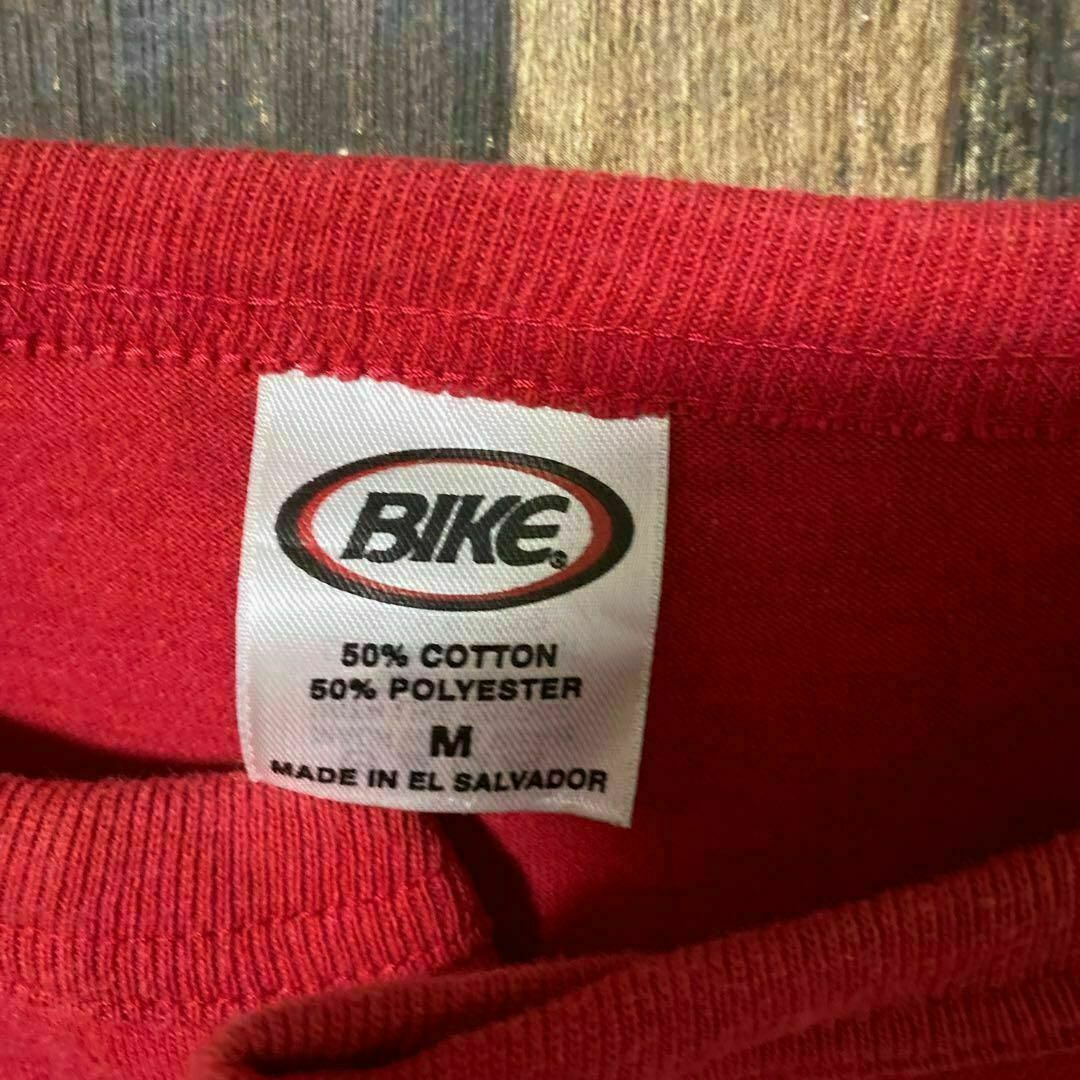 BIKE®
50% COTTON
50% POLYESTER
M
MADE IN EL SALVADOR